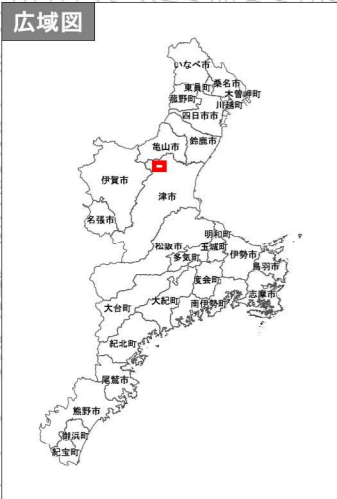 広域図
いなべ市
桑名市
東員町
木曽岬町
菰野町
川越町
四日市市
鈴鹿市
亀山市
伊賀市
津市
名張市
明和町
松阪市
玉城町
伊勢市
多気町
鳥羽市
度会町
志摩市
大紀町
南伊勢町
大台町
紀北町
尾鷲市
熊野市
御浜町
紀宝町